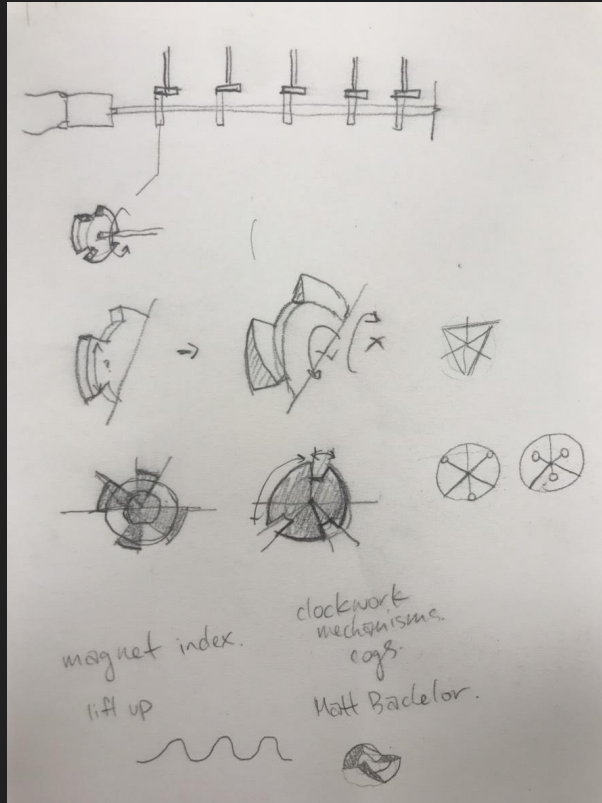 magnet index.
lift up
clockwork
mechanisms.
cogs.
Matt Bachelor.